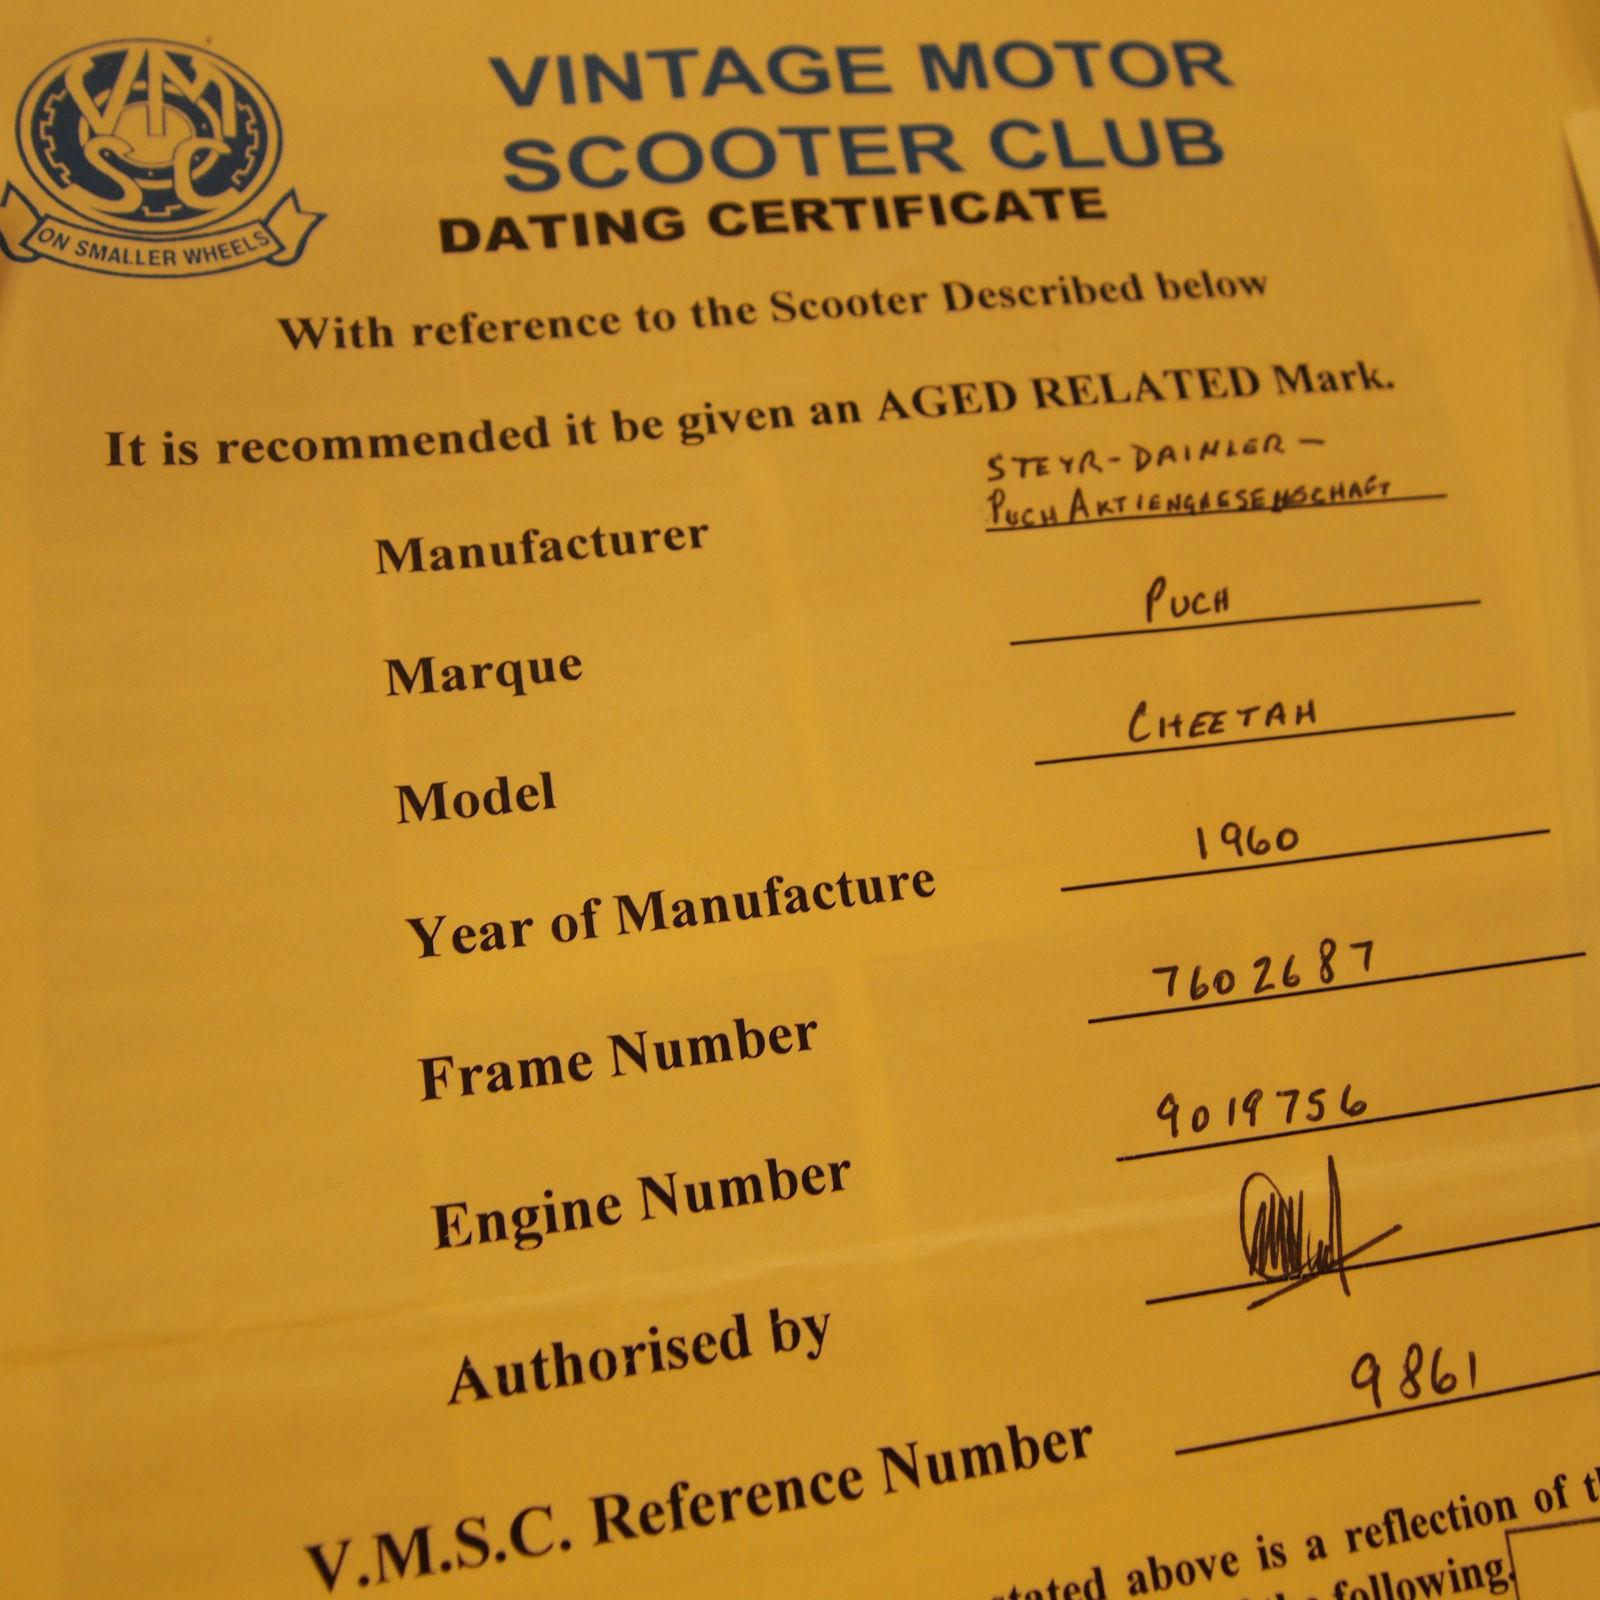 VMSC
ON SMALLER WHEELS
VINTAGE MOTOR
SCOOTER CLUB
DATING CERTIFICATE
With reference to the Scooter Described below
It is recommended it be given an AGED RELATED Mark.
STEYR-DAIMLER-
Manufacturer PUCH
Marque PUCH
Model CHEETAH
Year of Manufacture 1960
Frame Number 7602687
Engine Number 9019756
Authorised by
V.M.S.C. Reference Number 9861
stated above is a reflection of
following